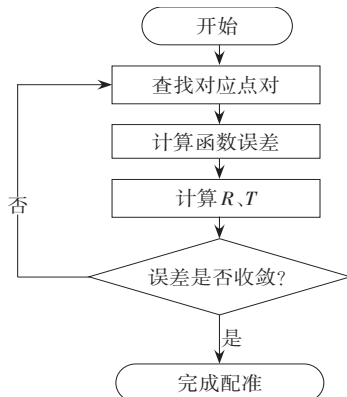 开始
查找对应点对
计算函数误差
计算R、T
否
误差是否收敛?
是
完成配准